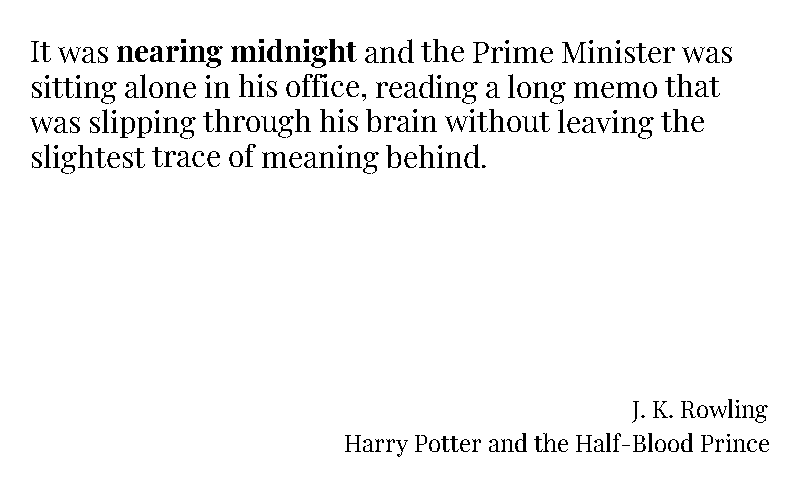 It was nearing midnight and the Prime Minister was
sitting alone in his office, reading a long memo that
was slipping through his brain without leaving the
slightest trace of meaning behind.
J. K. Rowling
Harry Potter and the Half-Blood Prince